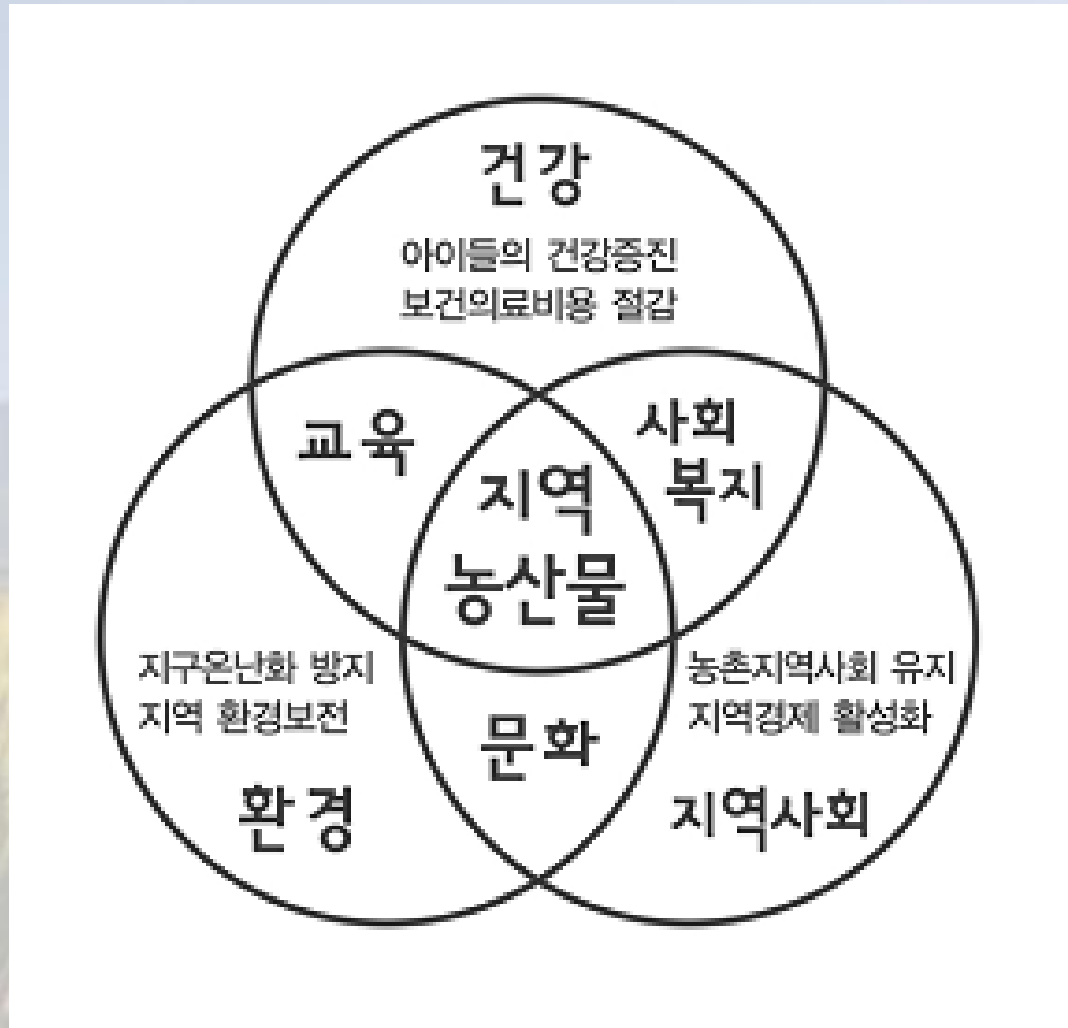 건강
아이들의 건강증진
보건의료비용 절감
교육
사회
복지
지역
농산물
지구온난화 방지
지역 환경보전
농촌지역사회 유지
지역경제 활성화
문화
환경
지역사회